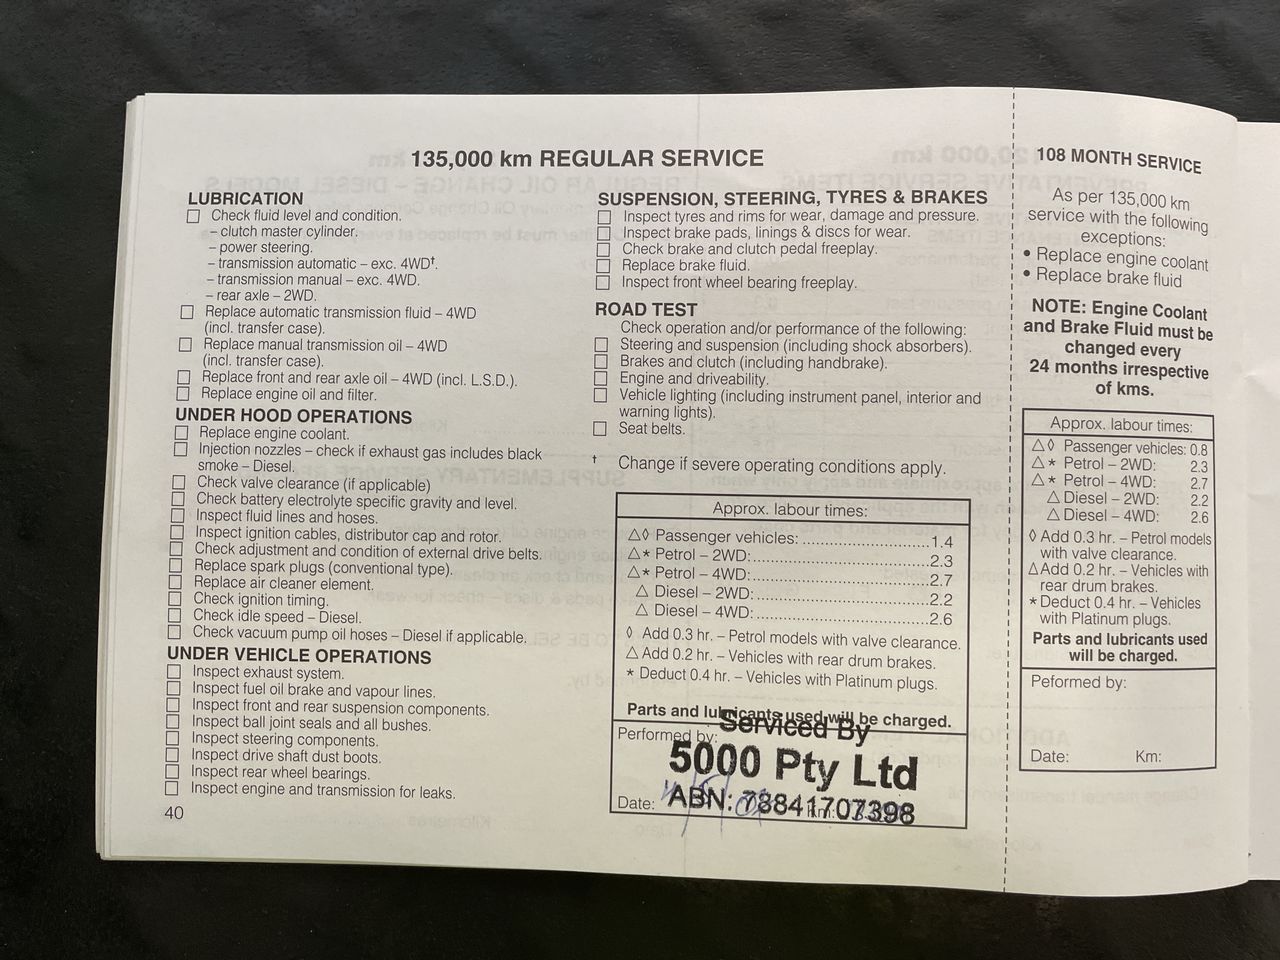 135,000 km REGULAR SERVICE
LUBRICATION
Check fluid level and condition.
– clutch master cylinder.
– power steering.
– transmission automatic – exc. 4WD†.
– transmission manual – exc. 4WD.
– rear axle – 2WD.
Replace automatic transmission fluid – 4WD
(incl. transfer case).
Replace manual transmission oil – 4WD
(incl. transfer case).
Replace front and rear axle oil – 4WD (incl. L.S.D.).
Replace engine oil and filter.
UNDER HOOD OPERATIONS
Replace engine coolant.
Injection nozzles – check if exhaust gas includes black
smoke – Diesel.
Check valve clearance (if applicable)
Check battery electrolyte specific gravity and level.
Inspect fluid lines and hoses.
Inspect ignition cables, distributor cap and rotor.
Check adjustment and condition of external drive belts.
Replace spark plugs (conventional type).
Replace air cleaner element.
Check ignition timing.
Check idle speed – Diesel.
Check vacuum pump oil hoses – Diesel if applicable.
UNDER VEHICLE OPERATIONS
Inspect exhaust system.
Inspect fuel oil brake and vapour lines.
Inspect front and rear suspension components.
Inspect ball joint seals and all bushes.
Inspect steering components.
Inspect drive shaft dust boots.
Inspect rear wheel bearings.
Inspect engine and transmission for leaks.
40
SUSPENSION, STEERING, TYRES & BRAKES
Inspect tyres and rims for wear, damage and pressure.
Inspect brake pads, linings & discs for wear.
Check brake and clutch pedal freeplay.
Replace brake fluid.
Inspect front wheel bearing freeplay.
ROAD TEST
Check operation and/or performance of the following:
Steering and suspension (including shock absorbers).
Brakes and clutch (including handbrake).
Engine and driveability.
Vehicle lighting (including instrument panel, interior and
warning lights).
Seat belts.
† Change if severe operating conditions apply.
Approx. labour times:
△◊ Passenger vehicles: ..............................1.4
△* Petrol – 2WD:..........................................2.3
△* Petrol – 4WD:..........................................2.7
△ Diesel – 2WD:..........................................2.2
△ Diesel – 4WD:..........................................2.6
◊ Add 0.3 hr. – Petrol models with valve clearance.
△ Add 0.2 hr. – Vehicles with rear drum brakes.
* Deduct 0.4 hr. – Vehicles with Platinum plugs.
Parts and lubricants used will be charged.
Performed by:
Serviced By
5000 Pty Ltd
Date:
ABN: 78841707398
108 MONTH SERVICE
As per 135,000 km
service with the following
exceptions:
• Replace engine coolant
• Replace brake fluid
NOTE: Engine Coolant
and Brake Fluid must be
changed every
24 months irrespective
of kms.
Approx. labour times:
△◊ Passenger vehicles: 0.8
△* Petrol – 2WD: 2.3
△* Petrol – 4WD: 2.7
△ Diesel – 2WD: 2.2
△ Diesel – 4WD: 2.6
◊ Add 0.3 hr. – Petrol models
with valve clearance.
△Add 0.2 hr. – Vehicles with
rear drum brakes.
* Deduct 0.4 hr. – Vehicles
with Platinum plugs.
Parts and lubricants used
will be charged.
Peformed by:
Date: Km: